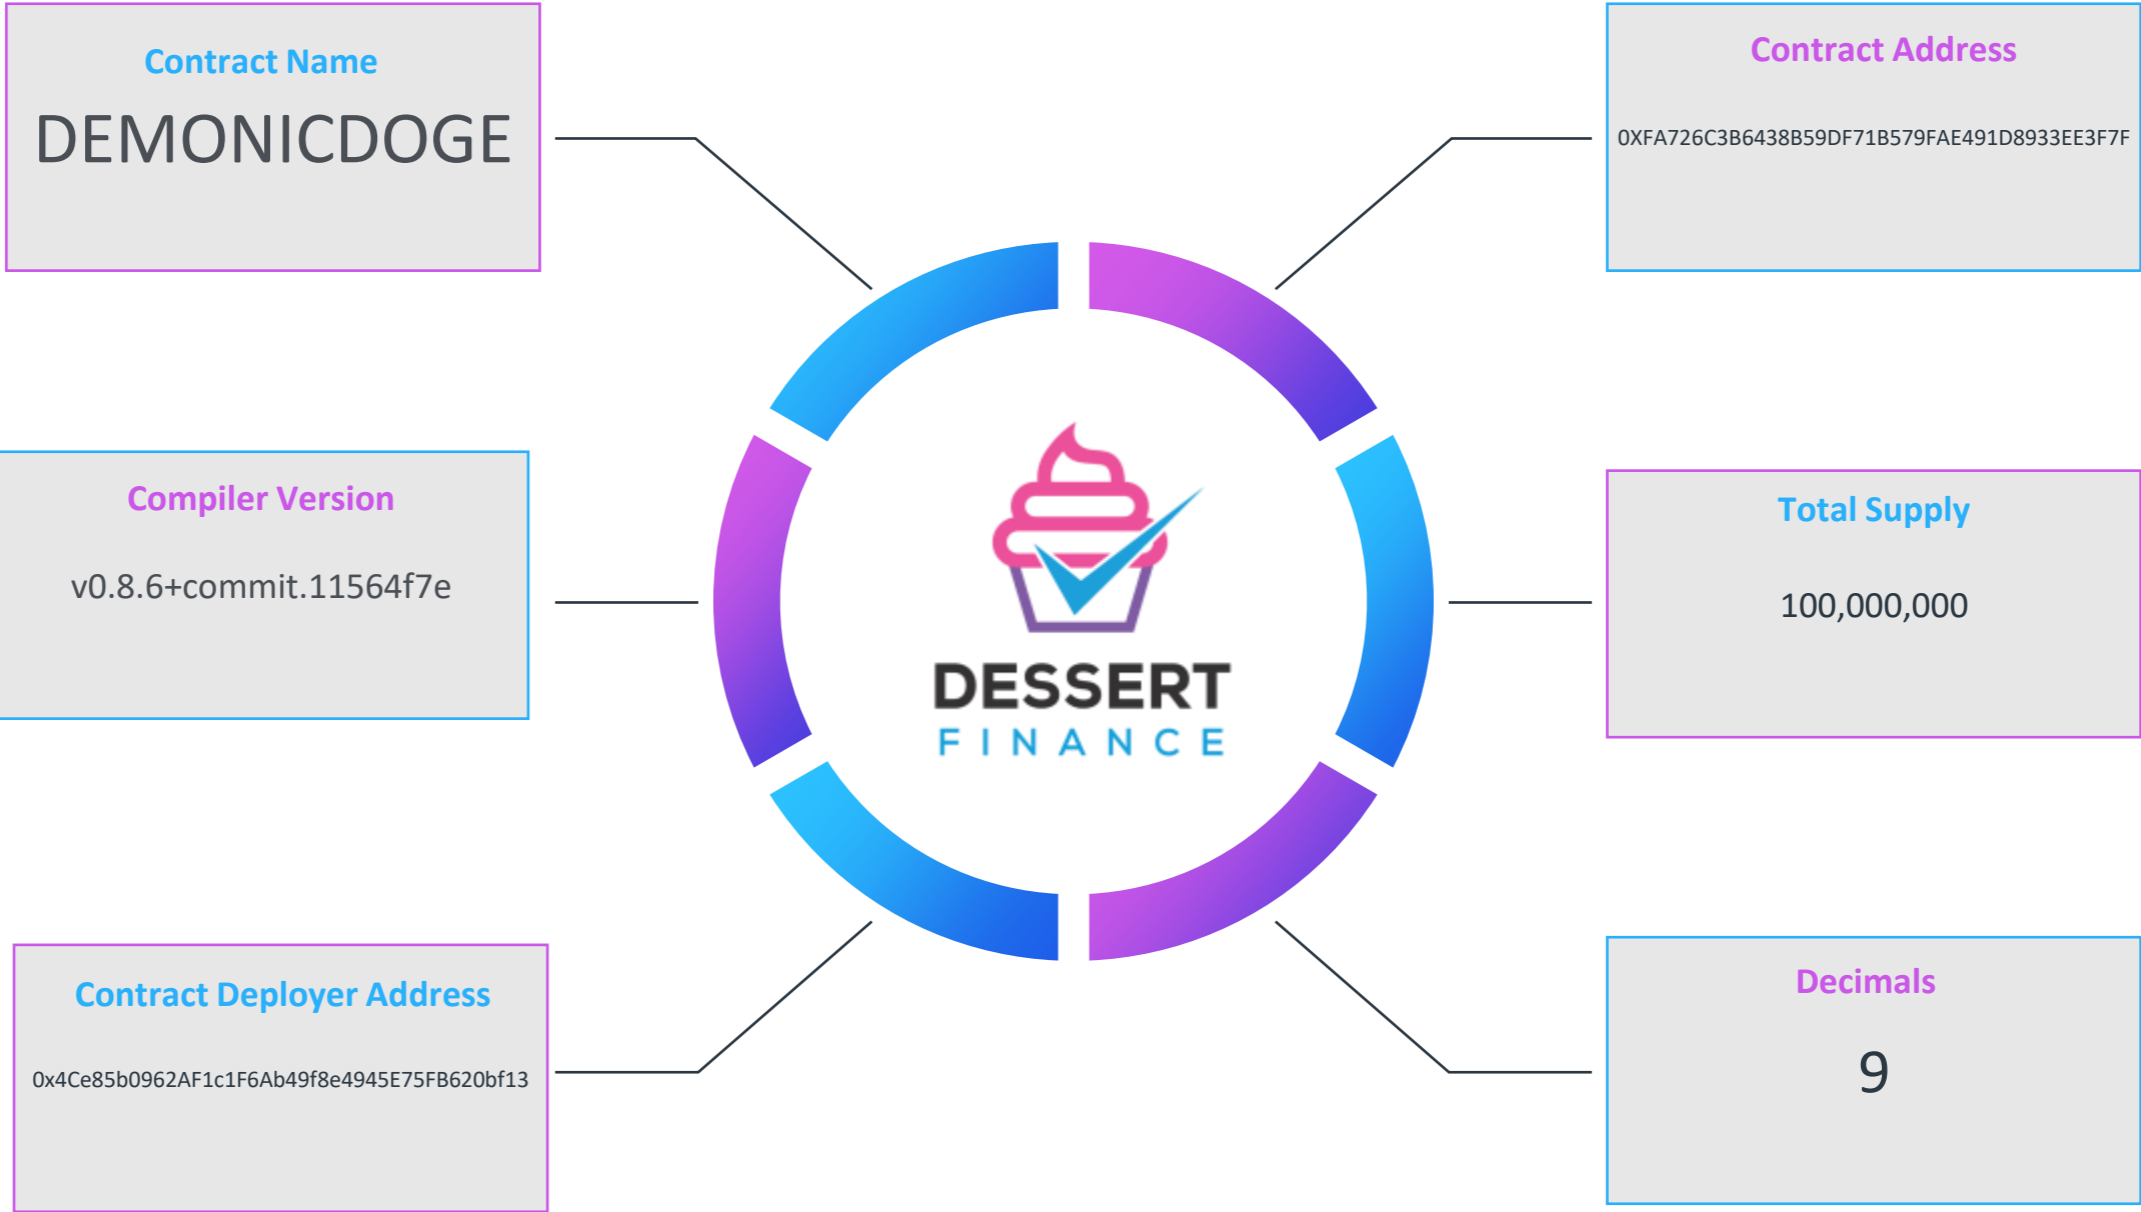 Contract Name
DEMONICDOGE
Contract Address
0XFA726C3B6438B59DF71B579FAE491D8933EE3F7F
Compiler Version
v0.8.6+commit.11564f7e
Total Supply
100,000,000
DESSERT
FINANCE
Contract Deployer Address
0x4Ce85b0962AF1c1F6Ab49f8e4945E75FB620bf13
Decimals
9